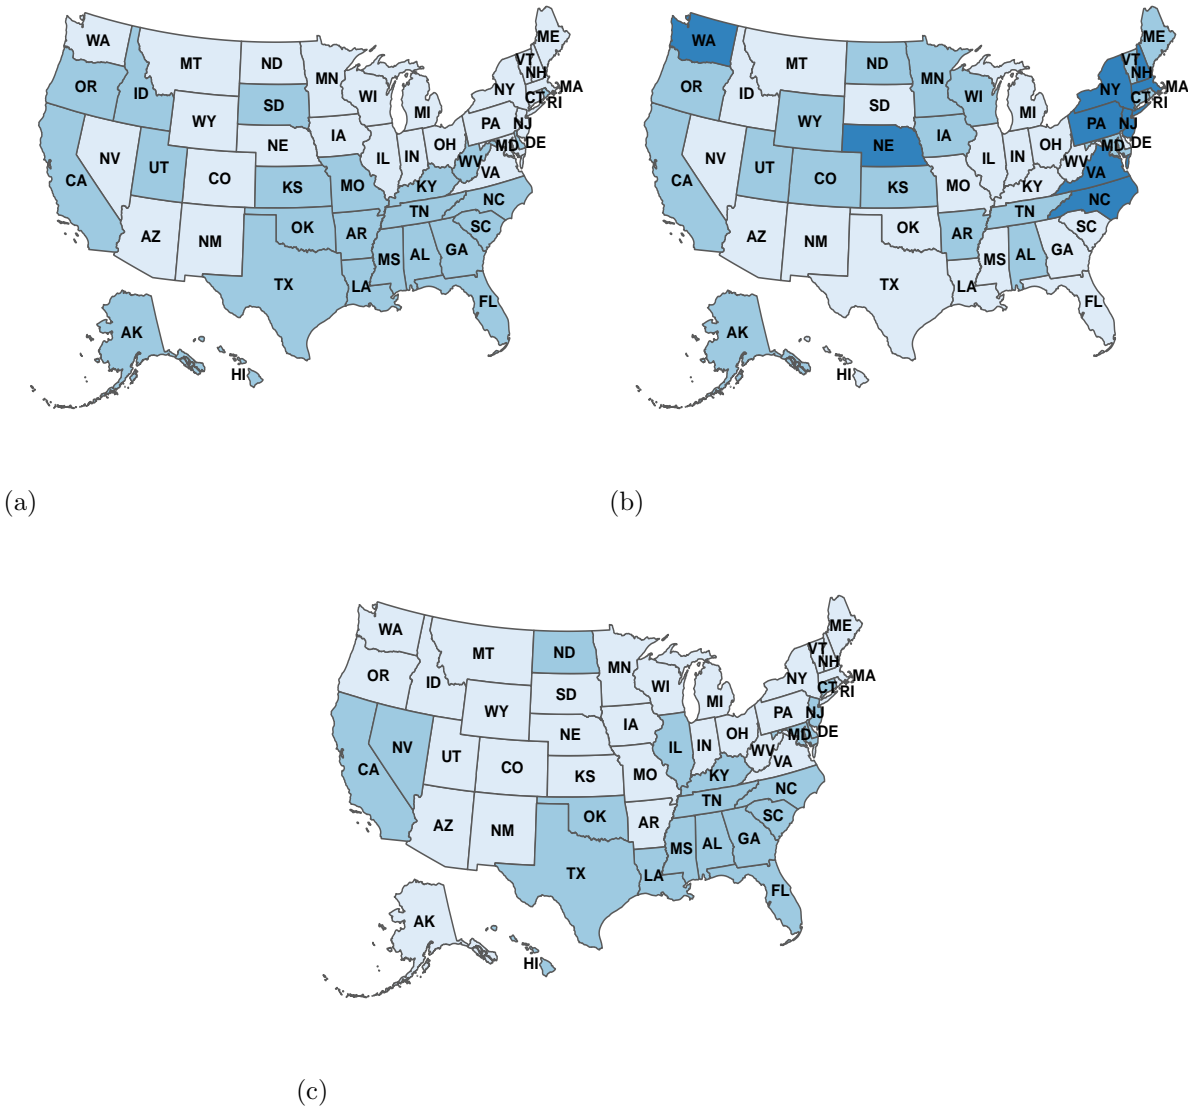 WA MT ND MN ME
VT NH
OR ID SD WI MI NY MA
CT RI
WY IA PA NJ
NV UT NE IL IN OH MD DE
CA CO KS MO WV VA
KY
AZ NM OK AR TN NC
SC
TX LA MS AL GA
FL
AK
HI
(a)
WA MT ND MN ME
VT NH
OR ID SD WI MI NY MA
CT RI
WY IA PA NJ
NV UT NE IL IN OH MD DE
CA CO KS MO WV VA
KY
AZ NM OK AR TN NC
SC
TX LA MS AL GA
FL
AK
HI
(b)
WA MT ND MN ME
VT NH
OR ID SD WI MI NY MA
CT RI
WY IA PA NJ
NV UT NE IL IN OH MD DE
CA CO KS MO WV VA
KY
AZ NM OK AR TN NC
SC
TX LA MS AL GA
FL
AK
HI
(c)